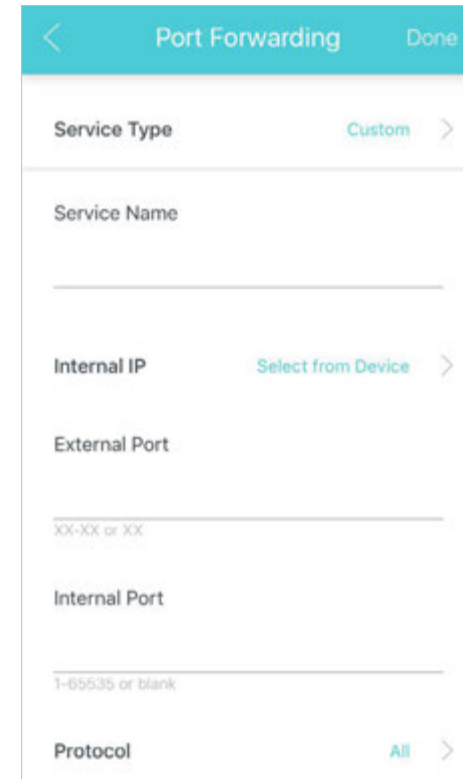 Port Forwarding Done
Service Type Custom
Service Name
Internal IP Select from Device
External Port
XX-XX or XX
Internal Port
1-65535 or blank
Protocol All